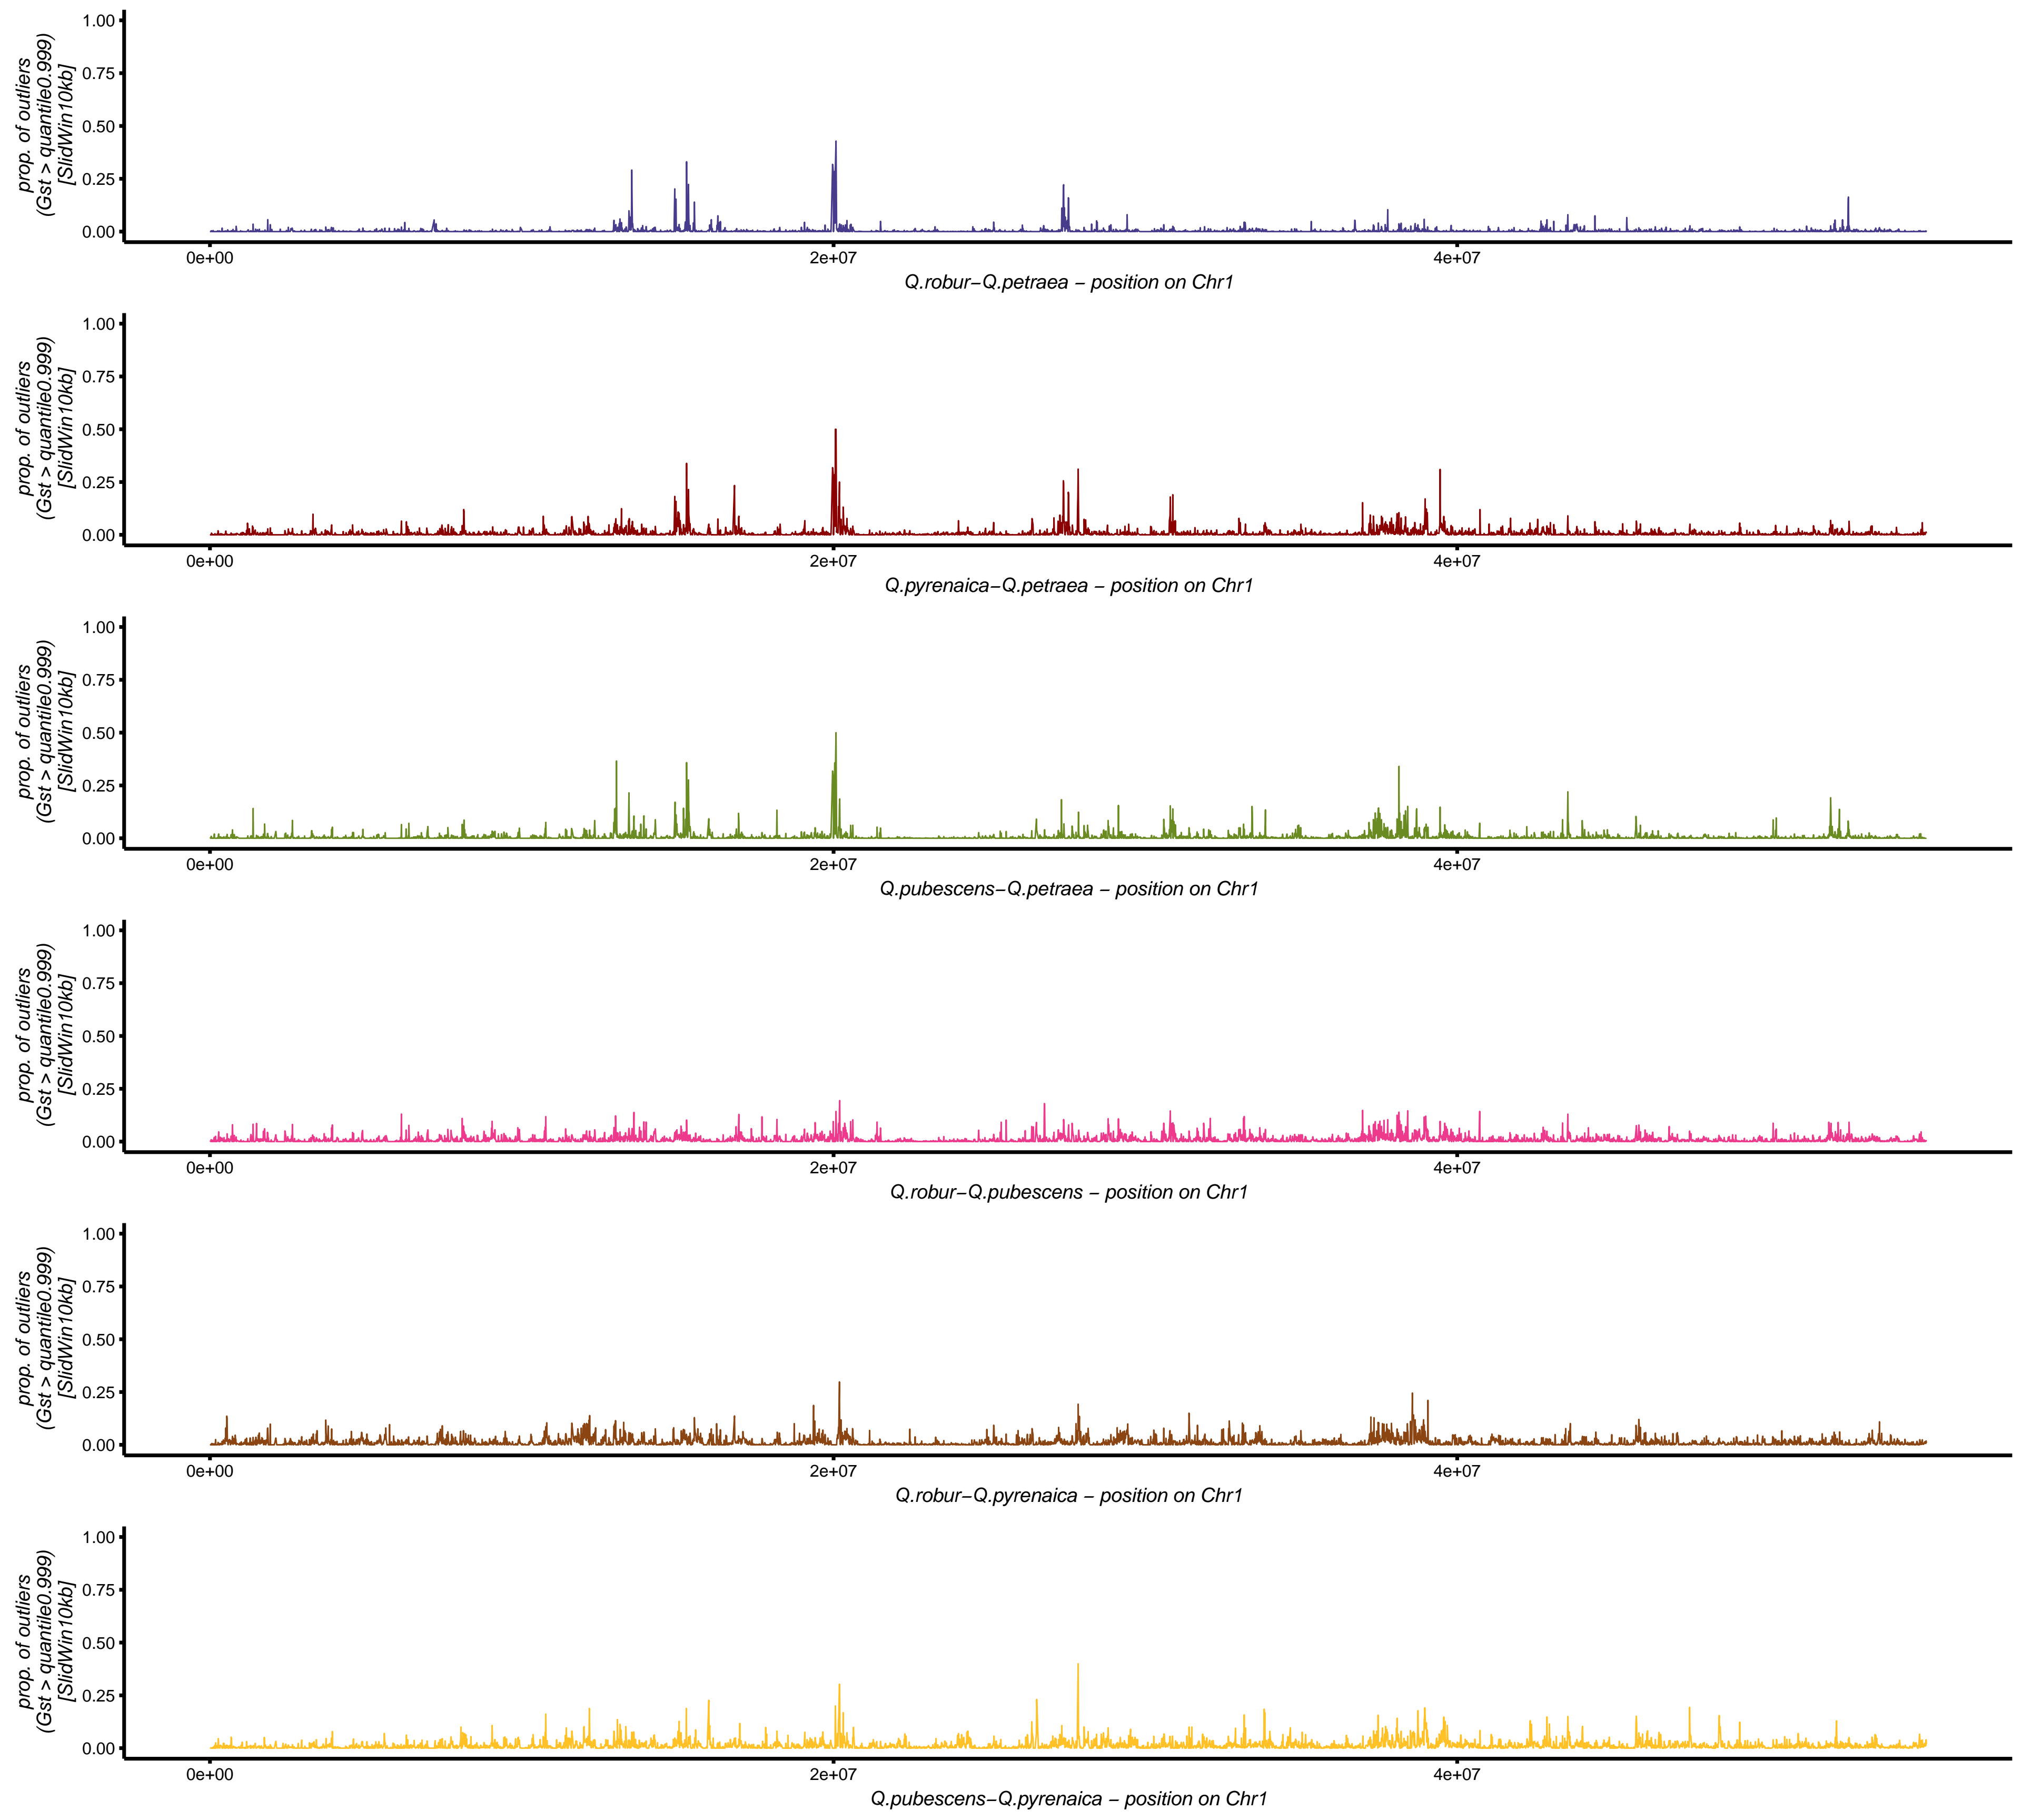 prop. of outliers
(Gst > quantile0.999)
[SlidWin10kb]
1.00
0.75
0.50
0.25
0.00
0e+00 2e+07 4e+07
Q.robur−Q.petraea − position on Chr1
prop. of outliers
(Gst > quantile0.999)
[SlidWin10kb]
1.00
0.75
0.50
0.25
0.00
0e+00 2e+07 4e+07
Q.pyrenaica−Q.petraea − position on Chr1
prop. of outliers
(Gst > quantile0.999)
[SlidWin10kb]
1.00
0.75
0.50
0.25
0.00
0e+00 2e+07 4e+07
Q.pubescens−Q.petraea − position on Chr1
prop. of outliers
(Gst > quantile0.999)
[SlidWin10kb]
1.00
0.75
0.50
0.25
0.00
0e+00 2e+07 4e+07
Q.robur−Q.pubescens − position on Chr1
prop. of outliers
(Gst > quantile0.999)
[SlidWin10kb]
1.00
0.75
0.50
0.25
0.00
0e+00 2e+07 4e+07
Q.robur−Q.pyrenaica − position on Chr1
prop. of outliers
(Gst > quantile0.999)
[SlidWin10kb]
1.00
0.75
0.50
0.25
0.00
0e+00 2e+07 4e+07
Q.pubescens−Q.pyrenaica − position on Chr1